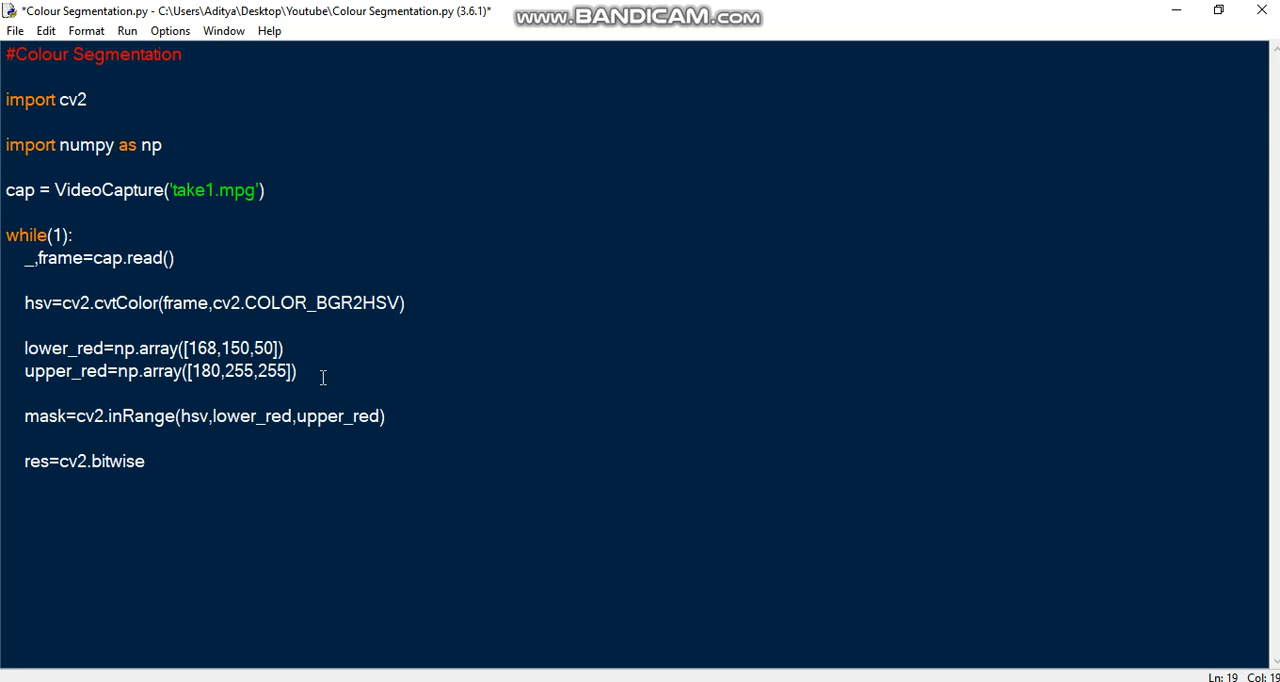 *Colour Segmentation.py - C:\Users\Aditya\Desktop\Youtube\Colour Segmentation.py (3.6.1)*
www.BANDICAM.com
File Edit Format Run Options Window Help
#Colour Segmentation
import cv2
import numpy as np
cap = VideoCapture('take1.mpg')
while(1):
_,frame=cap.read()
hsv=cv2.cvtColor(frame,cv2.COLOR_BGR2HSV)
lower_red=np.array([168,150,50])
upper_red=np.array([180,255,255])
mask=cv2.inRange(hsv,lower_red,upper_red)
res=cv2.bitwise
Ln: 19 Col: 19